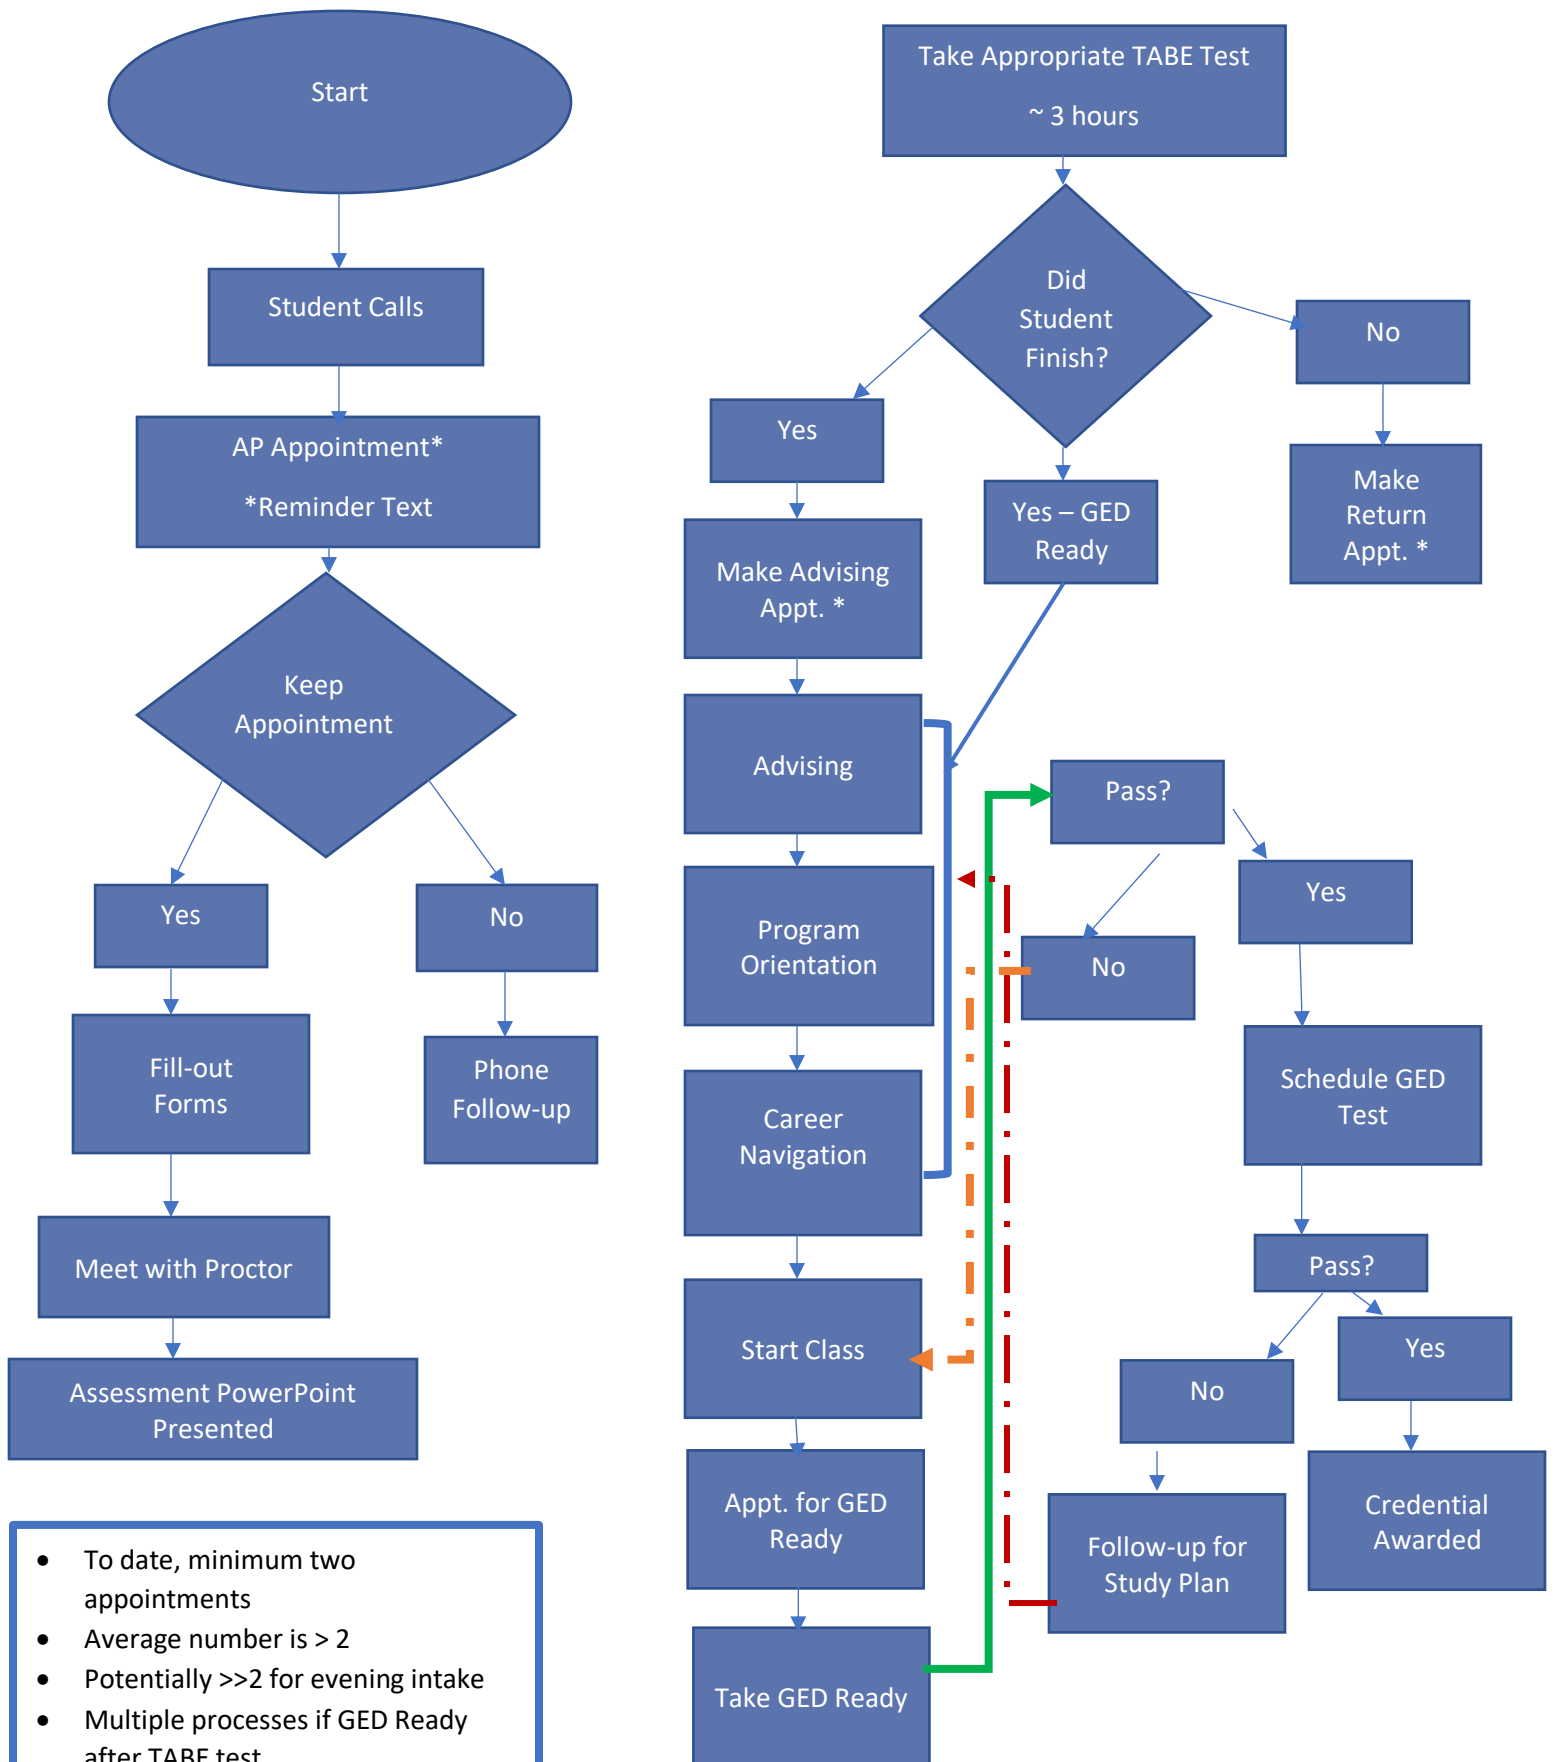 Start
Student Calls
AP Appointment*
*Reminder Text
Keep
Appointment
Yes
No
Fill-out
Forms
Phone
Follow-up
Meet with Proctor
Assessment PowerPoint
Presented
• To date, minimum two
appointments
• Average number is > 2
• Potentially >>2 for evening intake
• Multiple processes if GED Ready
after TABE test
Take Appropriate TABE Test
~ 3 hours
Did
Student
Finish?
No
Yes
Make
Return
Appt. *
Yes – GED
Ready
Make Advising
Appt. *
Advising
Program
Orientation
Career
Navigation
Start Class
Appt. for GED
Ready
Take GED Ready
Pass?
Yes
No
Schedule GED
Test
Pass?
Yes
No
Credential
Awarded
Follow-up for
Study Plan